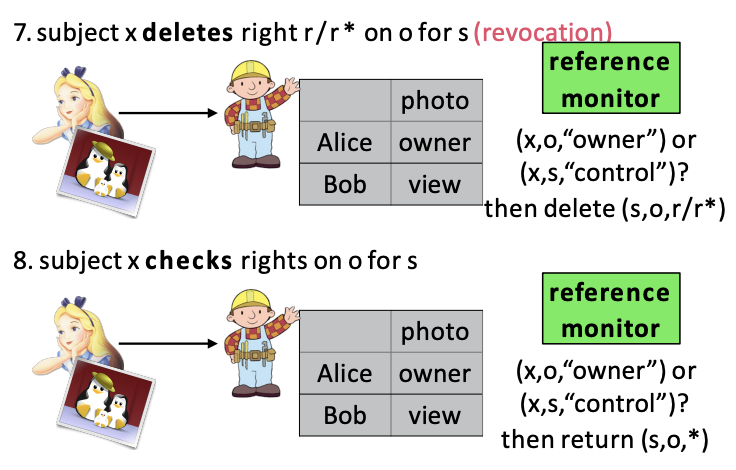 7. subject x deletes right r/r* on o for s (revocation)
reference
monitor
photo
Alice owner
Bob view
(x,o,“owner”) or
(x,s,“control”)?
then delete (s,o,r/r*)
8. subject x checks rights on o for s
reference
monitor
photo
Alice owner
Bob view
(x,o,“owner”) or
(x,s,“control”)?
then return (s,o,*)